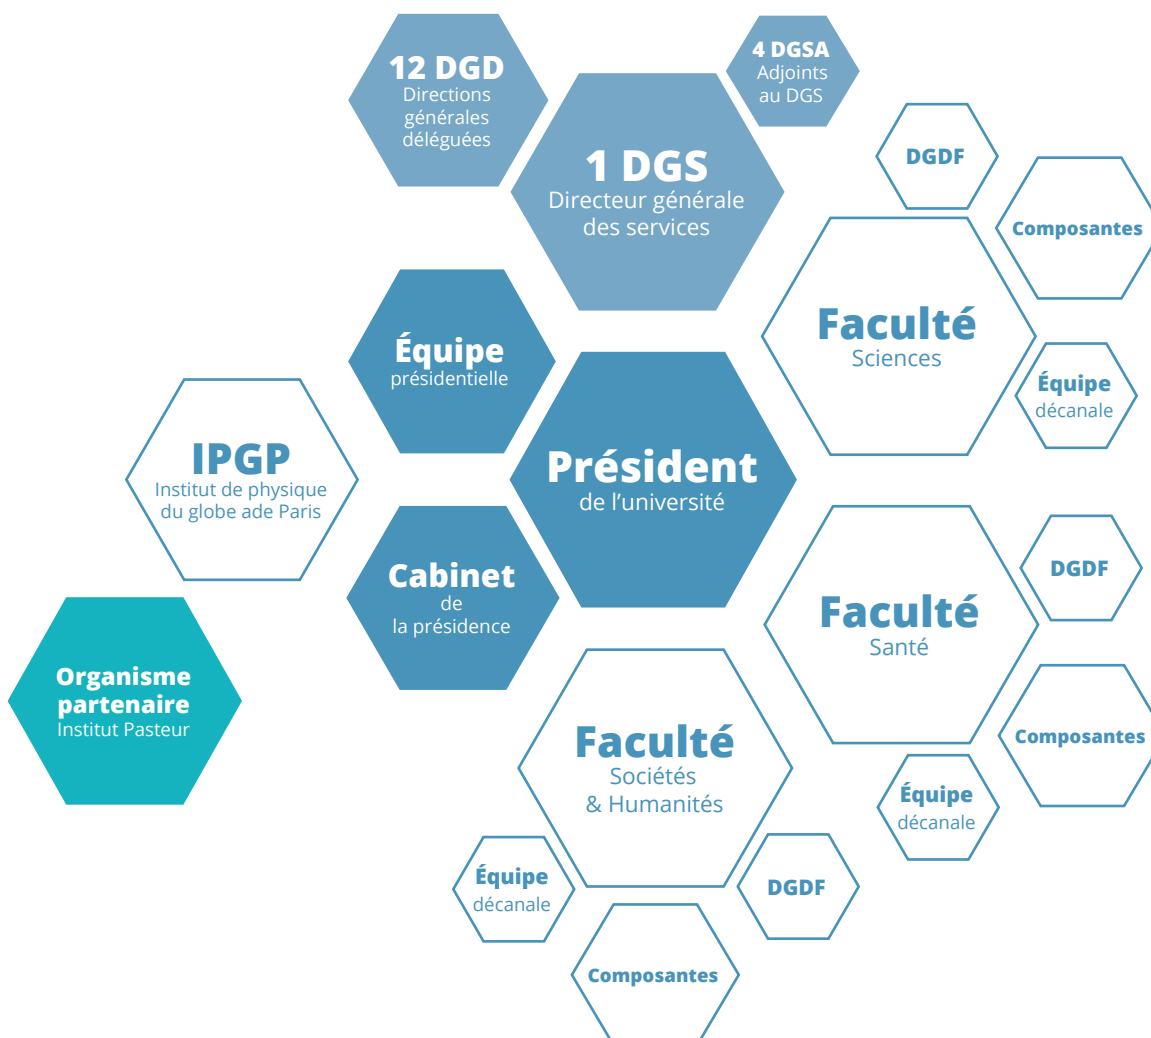 12 DGD
Directions
générales
déléguées
4 DGSA
Adjoints
au DGS
1 DGS
Directeur générale
des services
DGDF
Composantes
Faculté
Sciences
Équipe
décanale
Équipe
présidentielle
IPGP
Institut de physique
du globe ade Paris
Président
de l'université
Cabinet
de
la présidence
Organisme
partenaire
Institut Pasteur
Faculté
Santé
DGDF
Composantes
Équipe
décanale
Faculté
Sociétés
& Humanités
Équipe
décanale
DGDF
Composantes